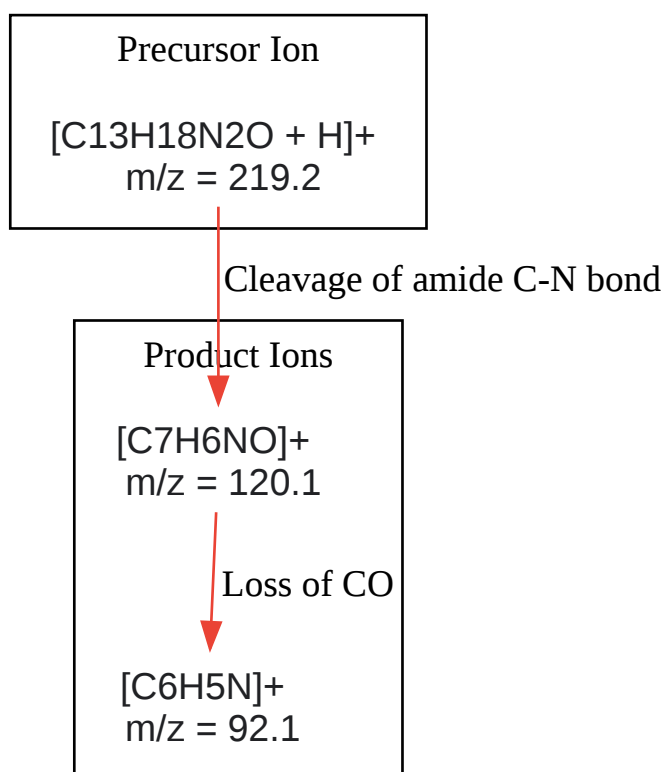 Precursor Ion
[C13H18N2O + H]+
m/z = 219.2
Cleavage of amide C-N bond
Product Ions
[C7H6NO]+
m/z = 120.1
Loss of CO
[C6H5N]+
m/z = 92.1